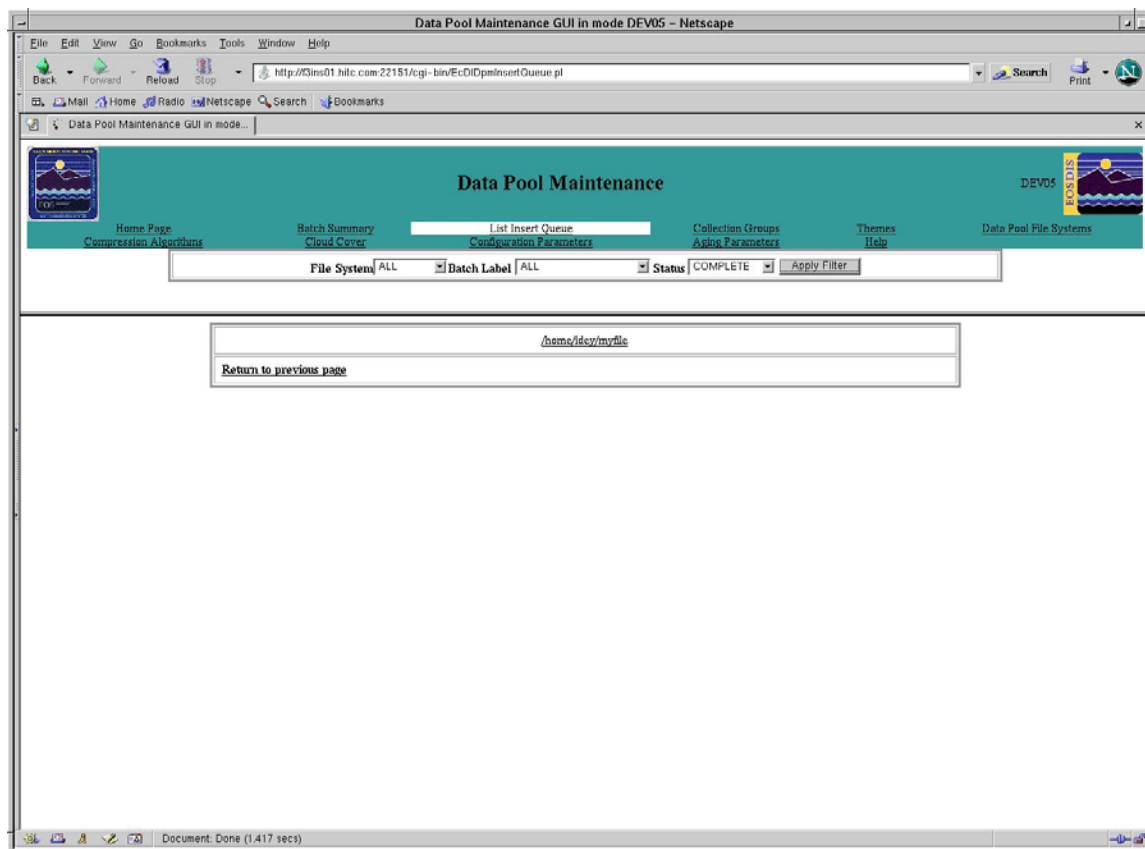 Data Pool Maintenance GUI in mode DEV05 – Netscape
File Edit View Go Bookmarks Tools Window Help
Back Forward Reload Stop http://f3ins01.hitc.com:22151/cgi-bin/EcDlDpmInsertQueue.pl Search Print N
Mail Home Radio Netscape Search Bookmarks
Data Pool Maintenance GUI in mode...
Data Pool Maintenance
DEV05
EOSDIS
Home Page Batch Summary List Insert Queue Collection Groups Themes Data Pool File Systems
Compression Algorithms Cloud Cover Configuration Parameters Aging Parameters Help
File System ALL Batch Label ALL Status COMPLETE Apply Filter
/home/idey/myfile
Return to previous page
Document: Done (1.417 secs)